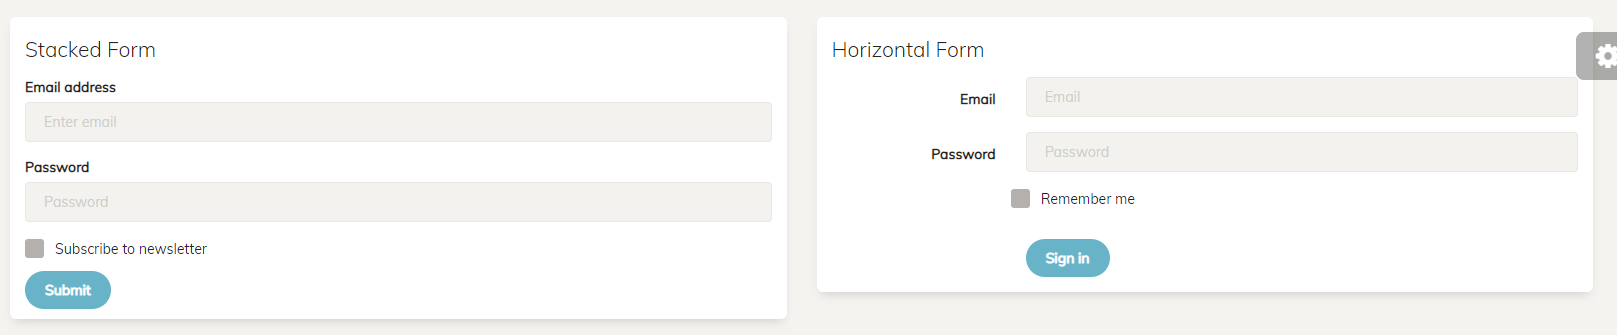 Stacked Form
Email address
Enter email
Password
Password
Subscribe to newsletter
Submit
Horizontal Form
Email
Email
Password
Password
Remember me
Sign in